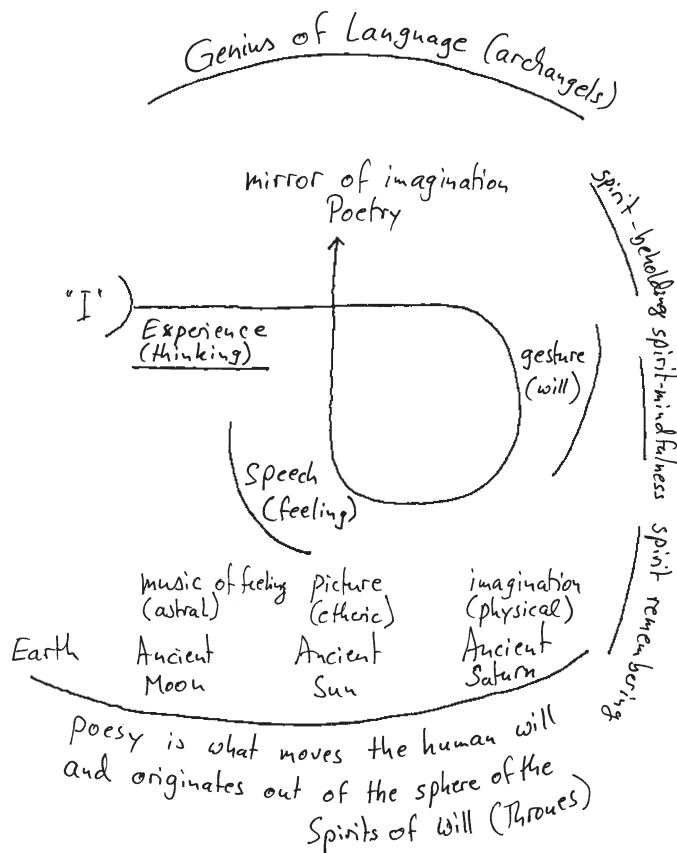 Genius of Language (archangels)
mirror of imagination
Poetry
"I"
Experience
(thinking)
gesture
(will)
speech
(feeling)
spirit-beholding
spirit-mindfulness
spirit remembering
music of feeling
(astral)
picture
(etheric)
imagination
(physical)
Earth
Ancient
Moon
Ancient
Sun
Ancient
Saturn
Poesy is what moves the human will
and originates out of the sphere of the
Spirits of Will (Thrones)